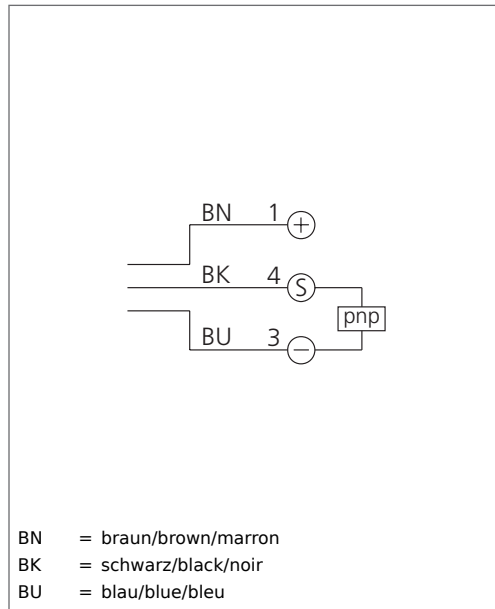 BN 1 +
BK 4 S
pnp
BU 3 −
BN = braun/brown/marron
BK = schwarz/black/noir
BU = blau/blue/bleu